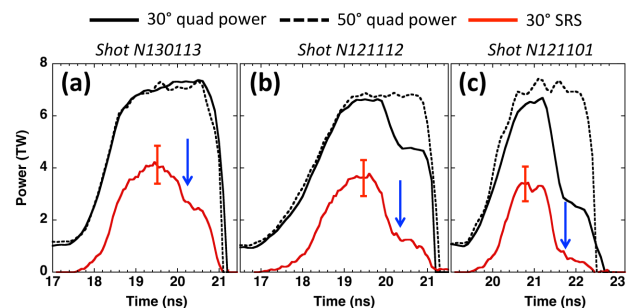 30° quad power 50° quad power 30° SRS
Shot N130113 Shot N121112 Shot N121101
(a) (b) (c)
8
6
4
2
0
Power (TW)
17 18 19 20 21 17 18 19 20 21 20 21 22 23
Time (ns) Time (ns) Time (ns)